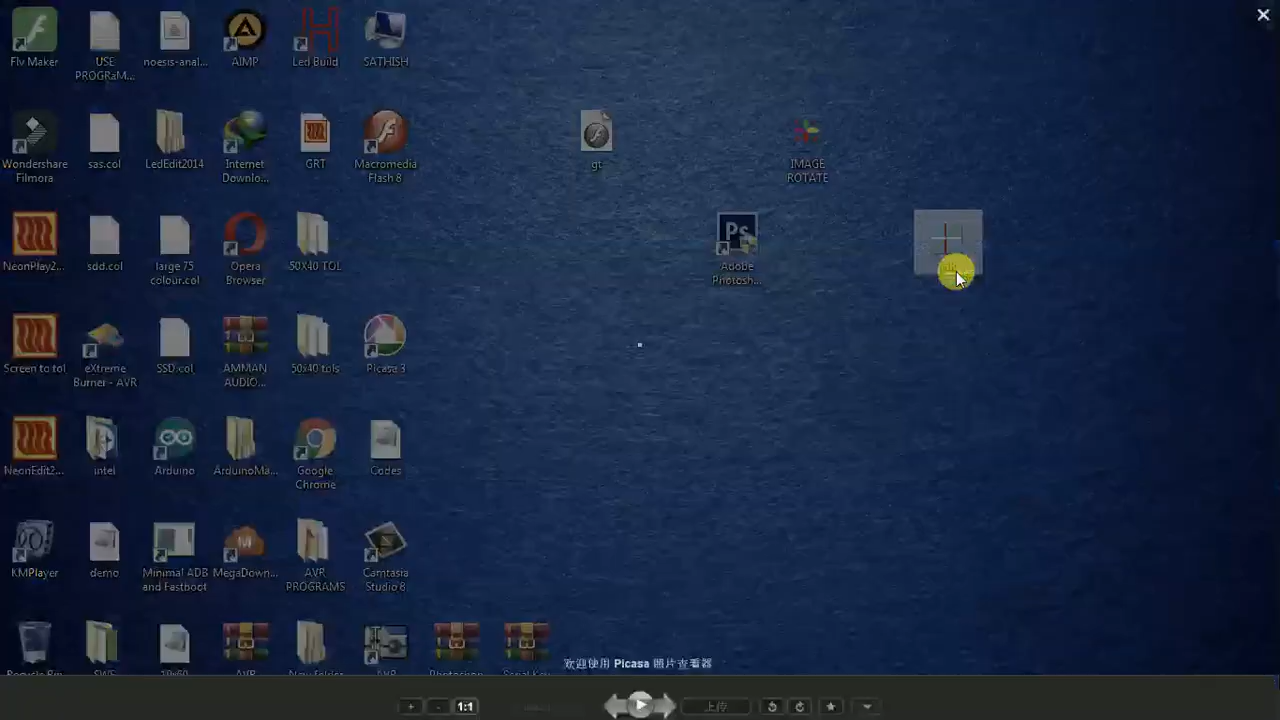 Flv Maker
USE
PROGRaM...
noesis-anal...
AIMP
Led Build
SATHISH
Wondershare
Filmora
sas.col
LedEdit2014
Internet
Downlo...
GRT
Macromedia
Flash 8
gt
IMAGE
ROTATE
NeonPlay2...
sdd.col
large 75
colour.col
Opera
Browser
50X40 TOL
Ps
Adobe
Photosh...
Screen to tol
eXtreme
Burner - AVR
SSD.col
AMMAN
AUDIO...
50x40 tols
Picasa 3
NeonEdit2...
intel
Arduino
ArduinoMa...
Google
Chrome
Codes
KMPlayer
demo
Minimal ADB
and Fastboot
MegaDown...
AVR
PROGRAMS
Camtasia
Studio 8
欢迎使用 Picasa 照片查看器
1:1
上传